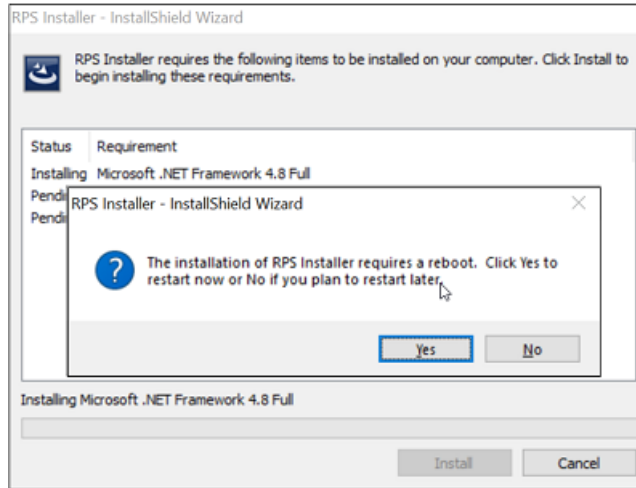 RPS Installer - InstallShield Wizard
RPS Installer requires the following items to be installed on your computer. Click Install to
begin installing these requirements.
Status Requirement
Installing Microsoft .NET Framework 4.8 Full
Pendi
Pendi
RPS Installer - InstallShield Wizard
The installation of RPS Installer requires a reboot. Click Yes to
restart now or No if you plan to restart later.
Yes No
Installing Microsoft .NET Framework 4.8 Full
Install Cancel